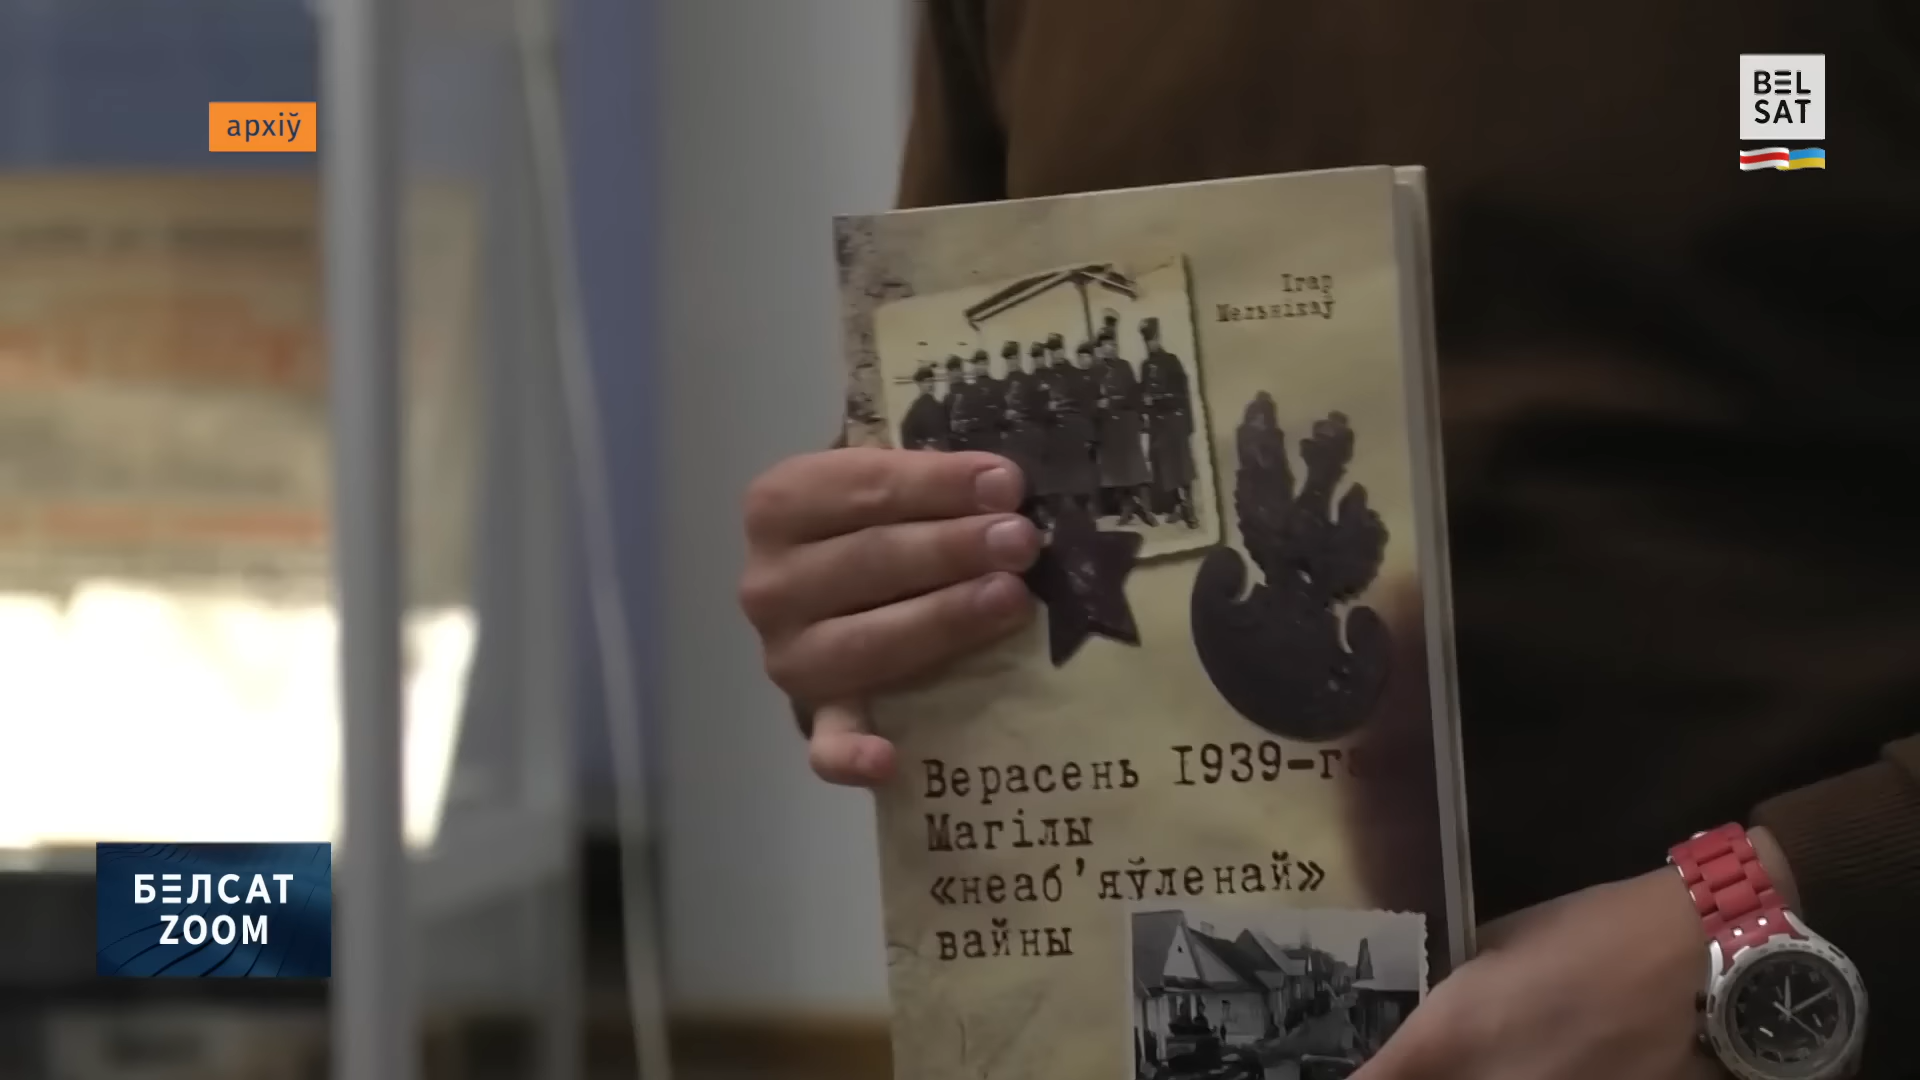 архіў
BEL
SAT
Ігар
Мельнікаў
Верасень 1939-га
Магілы
«неаб’яўленай»
вайны
БЕЛСАТ
ZOOM